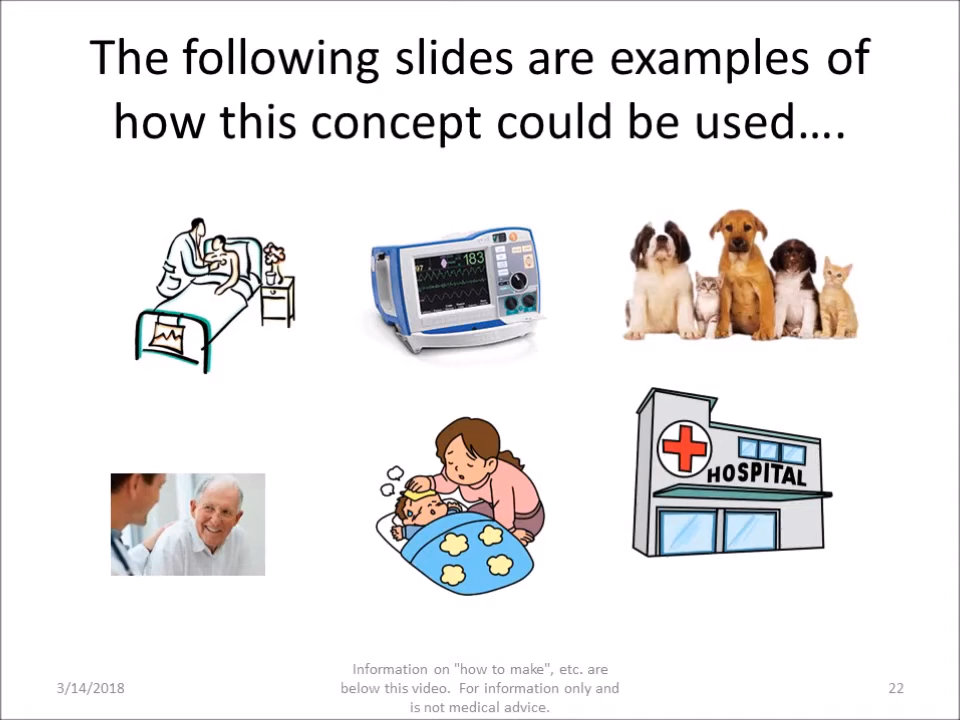 The following slides are examples of
how this concept could be used….
183
97
HOSPITAL
Information on "how to make", etc. are
3/14/2018 below this video. For information only and 22
is not medical advice.